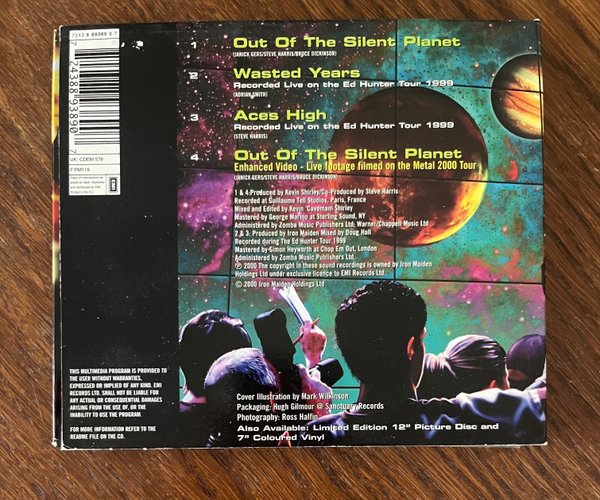 7243 8 89389 0 7
7 24388 93890 7
UK: CDEM 576
F:PM518
EMI
1 Out Of The Silent Planet
(JANICK GERS/STEVE HARRIS/BRUCE DICKINSON)
2 Wasted Years
Recorded Live on the Ed Hunter Tour 1999
(ADRIAN SMITH)
3 Aces High
Recorded Live on the Ed Hunter Tour 1999
(STEVE HARRIS)
4 Out Of The Silent Planet
Enhanced Video - Live footage filmed on the Metal 2000 Tour
(JANICK GERS/STEVE HARRIS/BRUCE DICKINSON)
1 & 4:Produced by Kevin Shirley/Co-Produced by Steve Harris
Recorded at Guillaume Tell Studios, Paris, France
Mixed and Edited by Kevin 'Caveman' Shirley
Mastered by George Marino at Sterling Sound, NY
Administered by Zomba Music Publishers Ltd; Warner/Chappell Music Ltd
2 & 3: Produced by Iron Maiden Mixed by Doug Hall
Recorded during The Ed Hunter Tour 1999
Mastered by Simon Heyworth at Chop Em Out, London
Administered by Zomba Music Publishers Ltd
℗ 2000 The copyright in these sound recordings is owned by Iron Maiden
Holdings Ltd under exclusive licence to EMI Records Ltd.
© 2000 Iron Maiden Holdings Ltd
THIS MULTIMEDIA PROGRAM IS PROVIDED TO
THE USER WITHOUT WARRANTIES,
EXPRESSED OR IMPLIED OF ANY KIND. EMI
RECORDS LTD. SHALL NOT BE LIABLE FOR
ANY ACTUAL OR CONSEQUENTIAL DAMAGES
ARISING FROM THE USE OF, OR THE
INABILITY TO USE THE PROGRAM.
FOR MORE INFORMATION REFER TO THE
README FILE ON THE CD.
Cover Illustration by Mark Wilkinson
Packaging: Hugh Gilmour @ Sanctuary Records
Photography: Ross Halfin
Also Available: Limited Edition 12" Picture Disc and
7" Coloured Vinyl